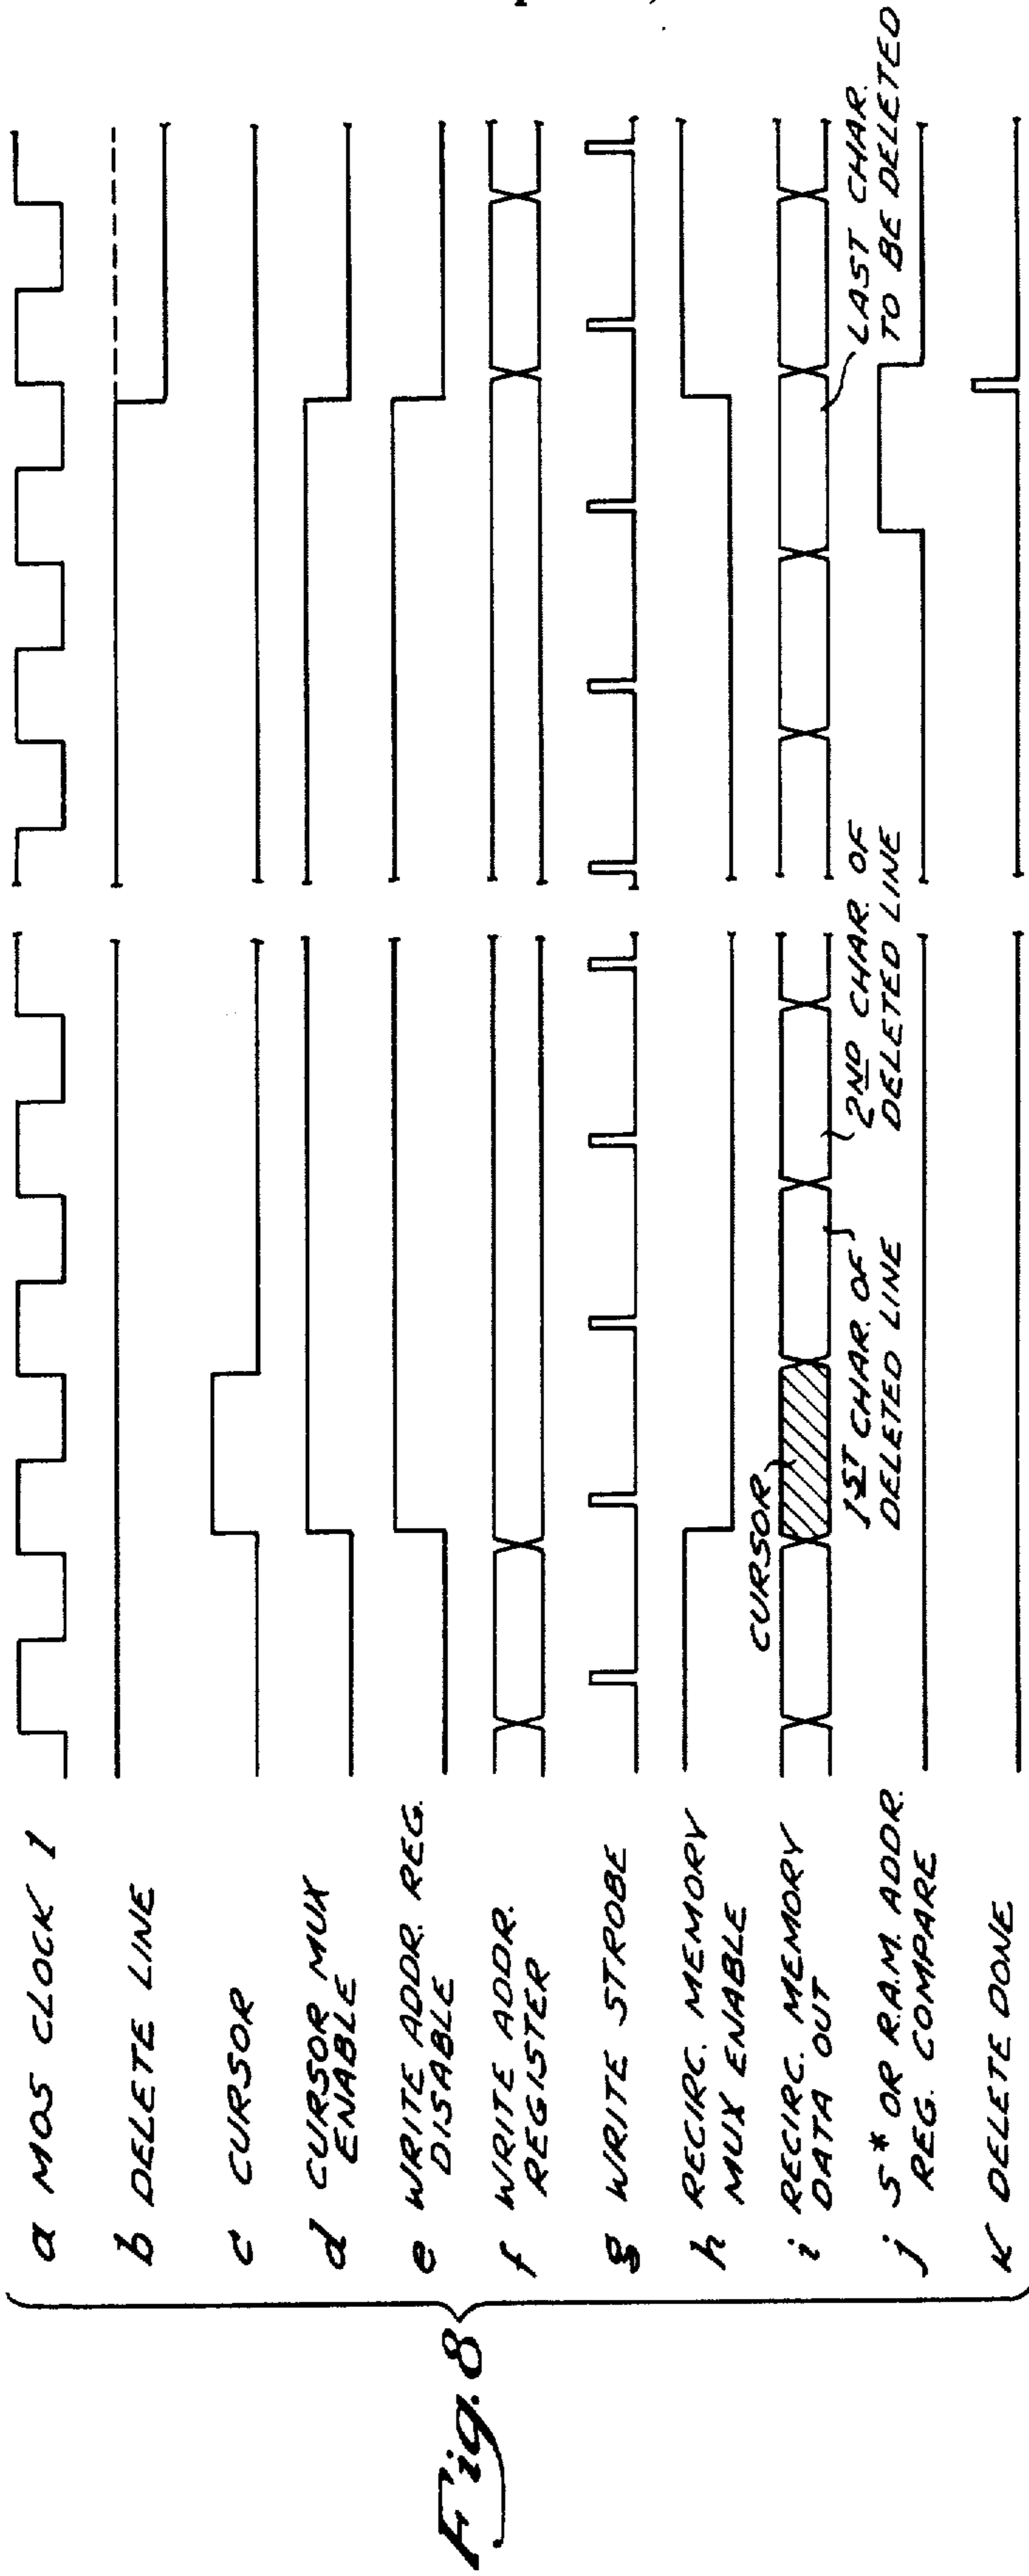 Fig. 8
a MOS CLOCK 1
b DELETE LINE
c CURSOR
d CURSOR MUX
ENABLE
e WRITE ADDR. REG.
DISABLE
f WRITE ADDR.
REGISTER
g WRITE STROBE
h RECIRC. MEMORY
MUX ENABLE
i RECIRC. MEMORY
DATA OUT
j S* OR R.A.M. ADDR.
REG. COMPARE
K DELETE DONE
CURSOR
1ST CHAR. OF
DELETED LINE
2ND CHAR. OF
DELETED LINE
LAST CHAR.
TO BE DELETED